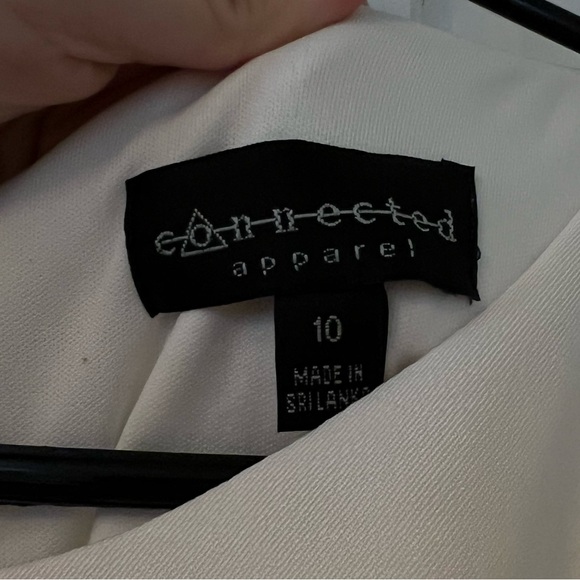 connected
apparel
10
MADE IN
SRI LANKA